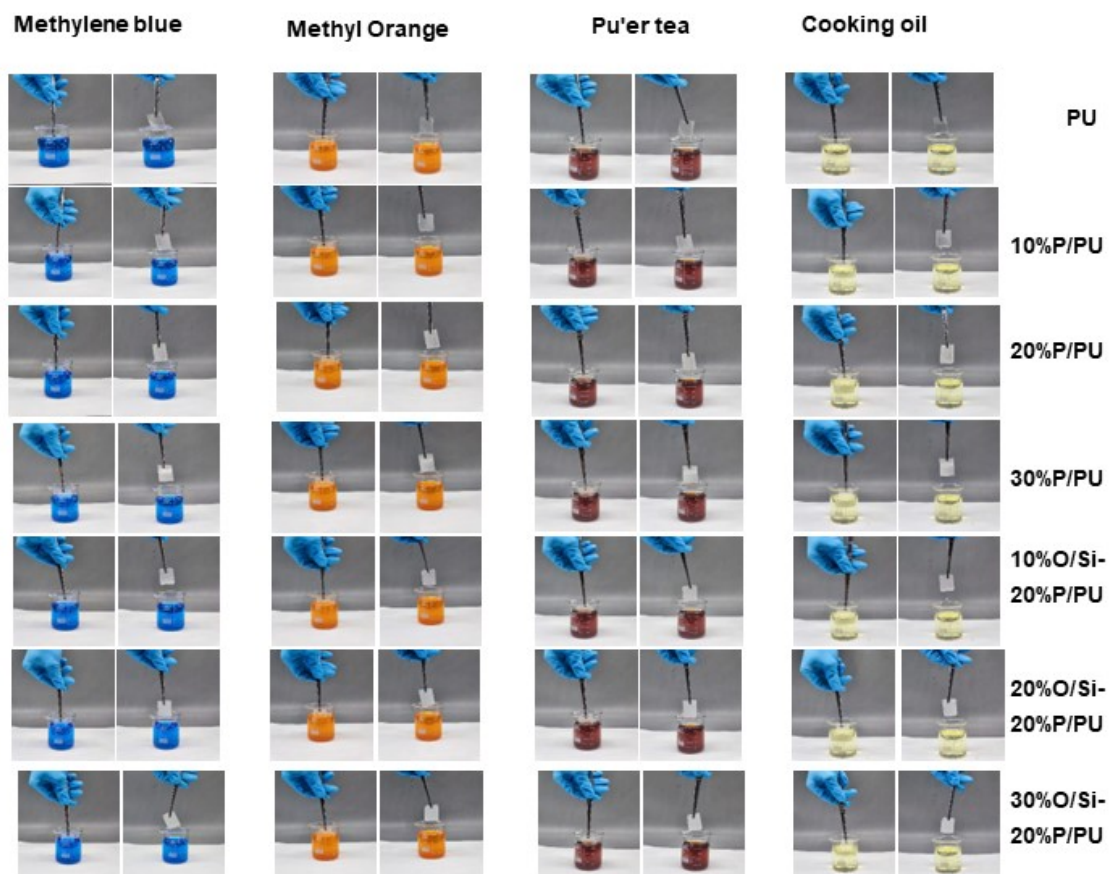 Methylene blue
Methyl Orange
Pu'er tea
Cooking oil
PU
10%P/PU
20%P/PU
30%P/PU
10%O/Si-
20%P/PU
20%O/Si-
20%P/PU
30%O/Si-
20%P/PU